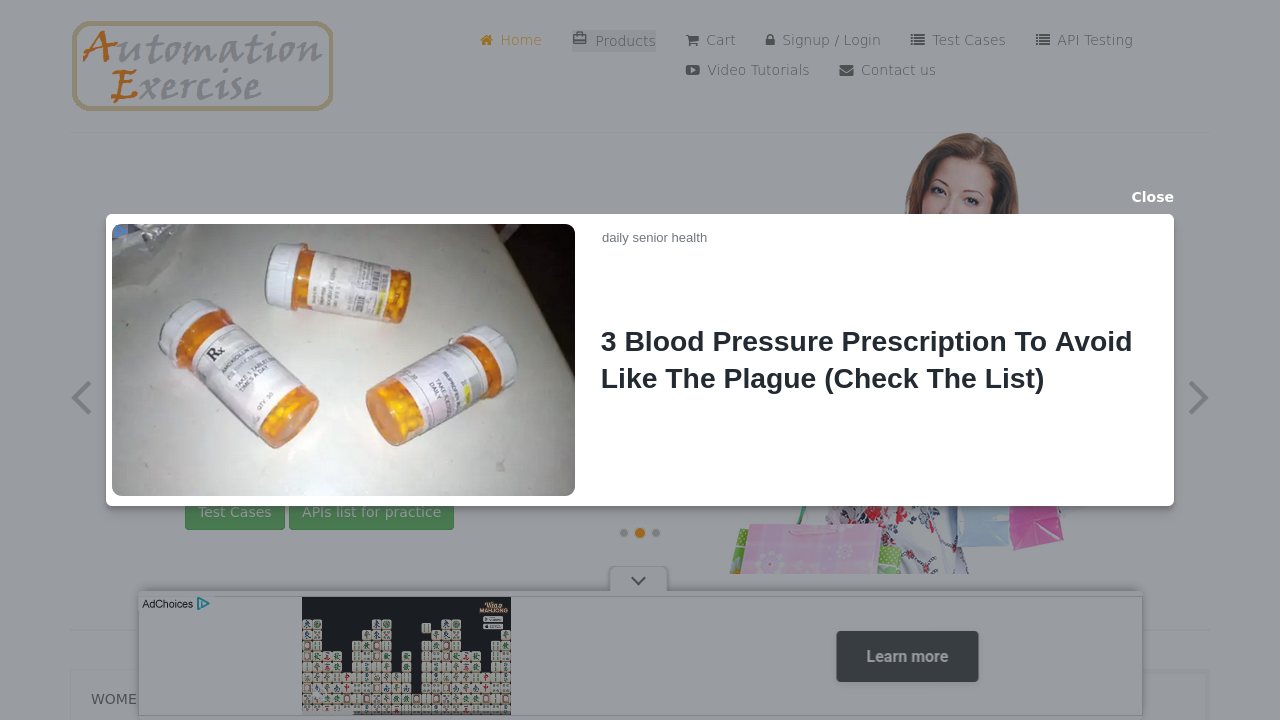 Automation
Exercise
Home
Products
Cart
Signup / Login
Test Cases
API Testing
Video Tutorials
Contact us
Close
daily senior health
3 Blood Pressure Prescription To Avoid
Like The Plague (Check The List)
Rx
Test Cases
APIs list for practice
AdChoices
MAHJONG
Learn more
WOME